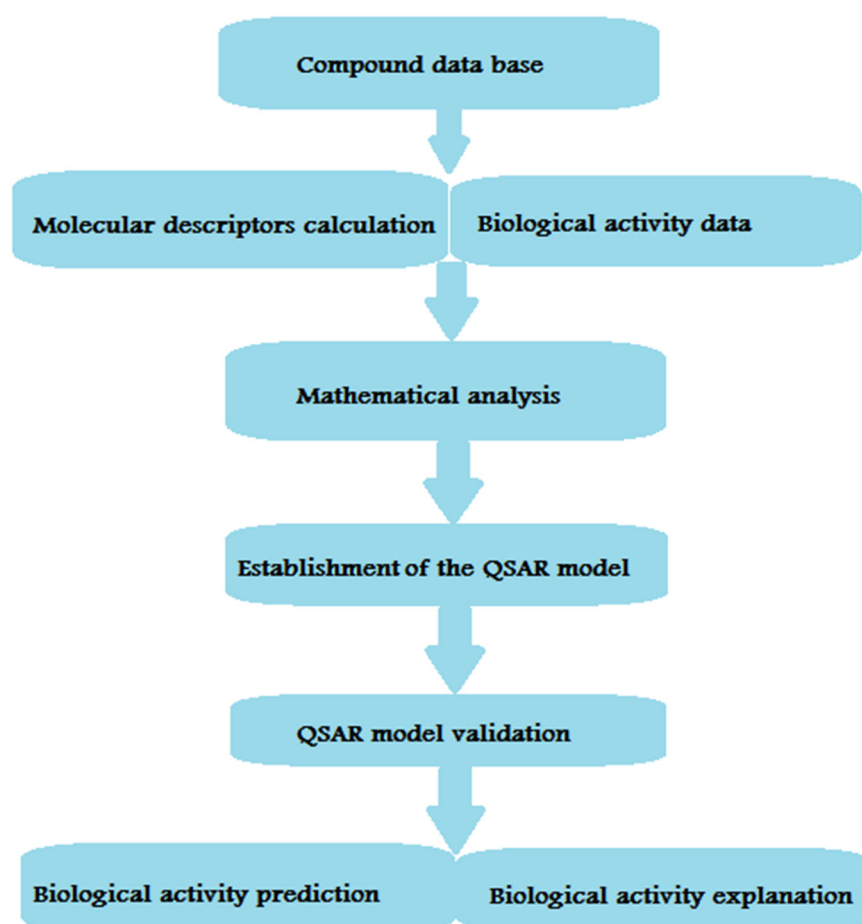 Compound data base
Molecular descriptors calculation
Biological activity data
Mathematical analysis
Establishment of the QSAR model
QSAR model validation
Biological activity prediction
Biological activity explanation